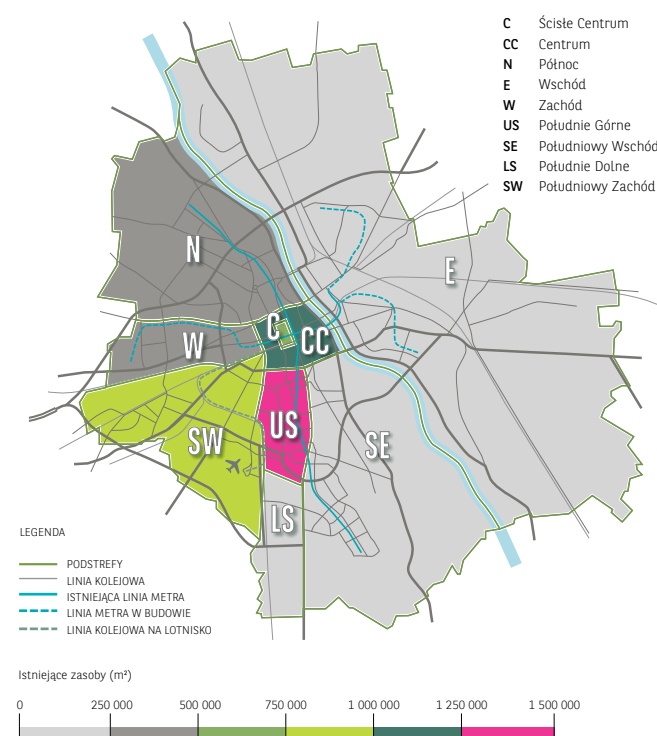 C Ścisłe Centrum
CC Centrum
N Północ
E Wschód
W Zachód
US Południe Górne
SE Południowy Wschód
LS Południe Dolne
SW Południowy Zachód
N
E
C
CC
W
US
SW
SE
LS
LEGENDA
PODSTREFY
LINIA KOLEJOWA
ISTNIEJĄCA LINIA METRA
LINIA METRA W BUDOWIE
LINIA KOLEJOWA NA LOTNISKO
Istniejące zasoby (m²)
0 250 000 500 000 750 000 1 000 000 1 250 000 1 500 000